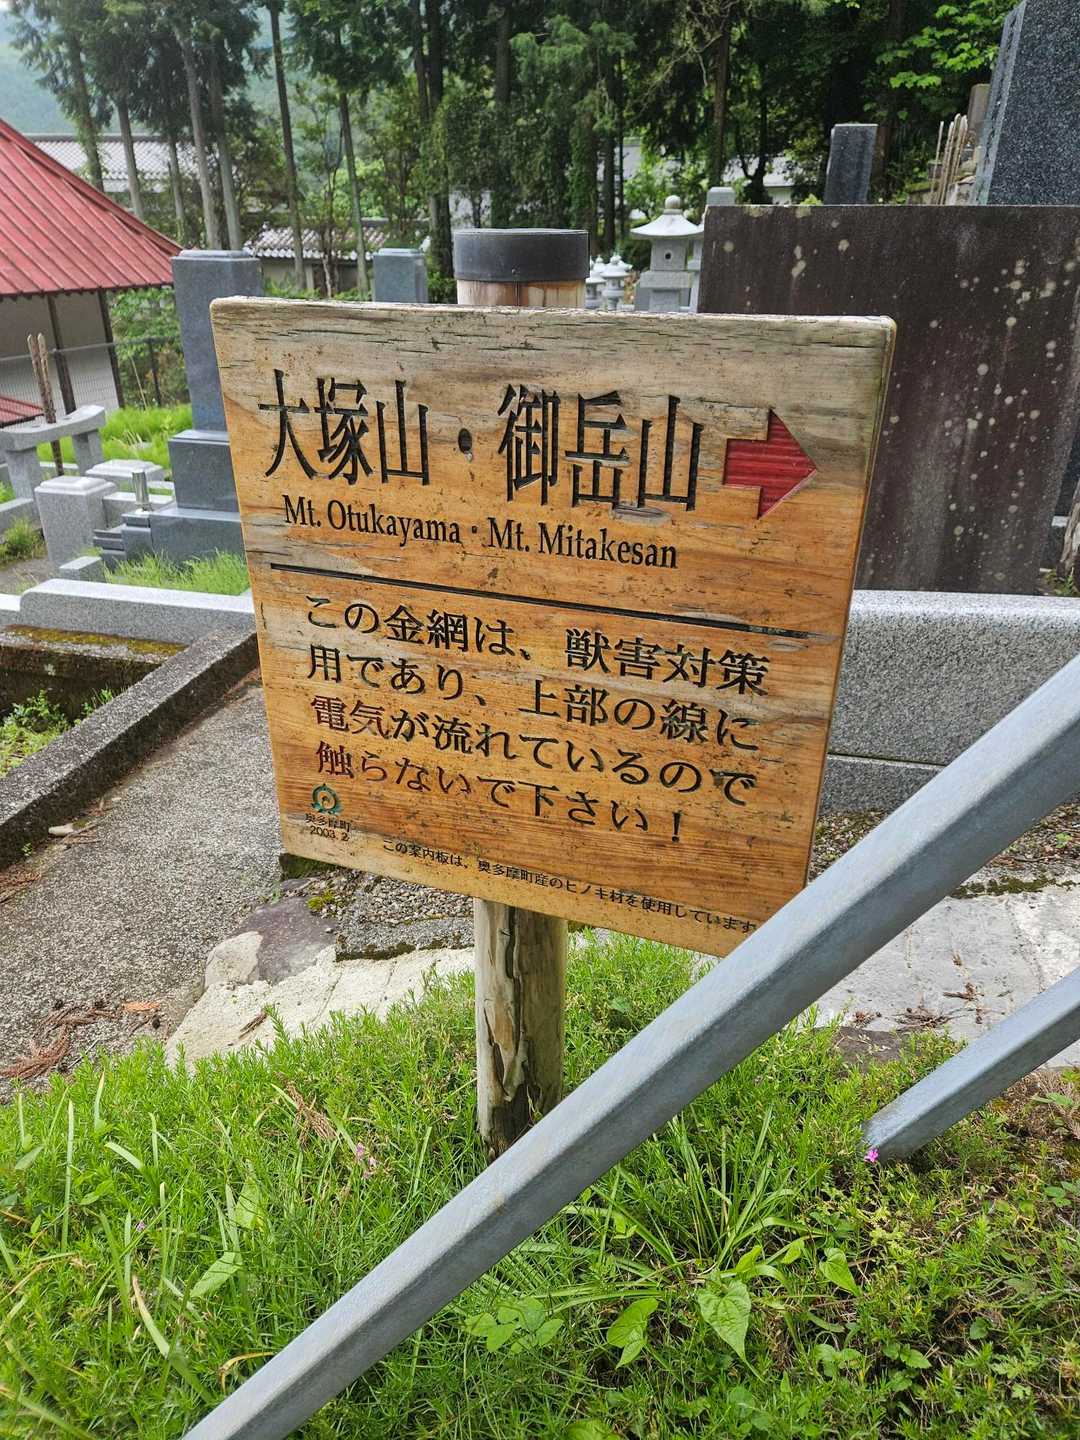 大塚山・御岳山
Mt. Otukayama・Mt. Mitakesan
この金網は、獣害対策
用であり、上部の線に
電気が流れているので
触らないで下さい！
奥多摩町
2003.2
この案内板は、奥多摩町産のヒノキ材を使用しています